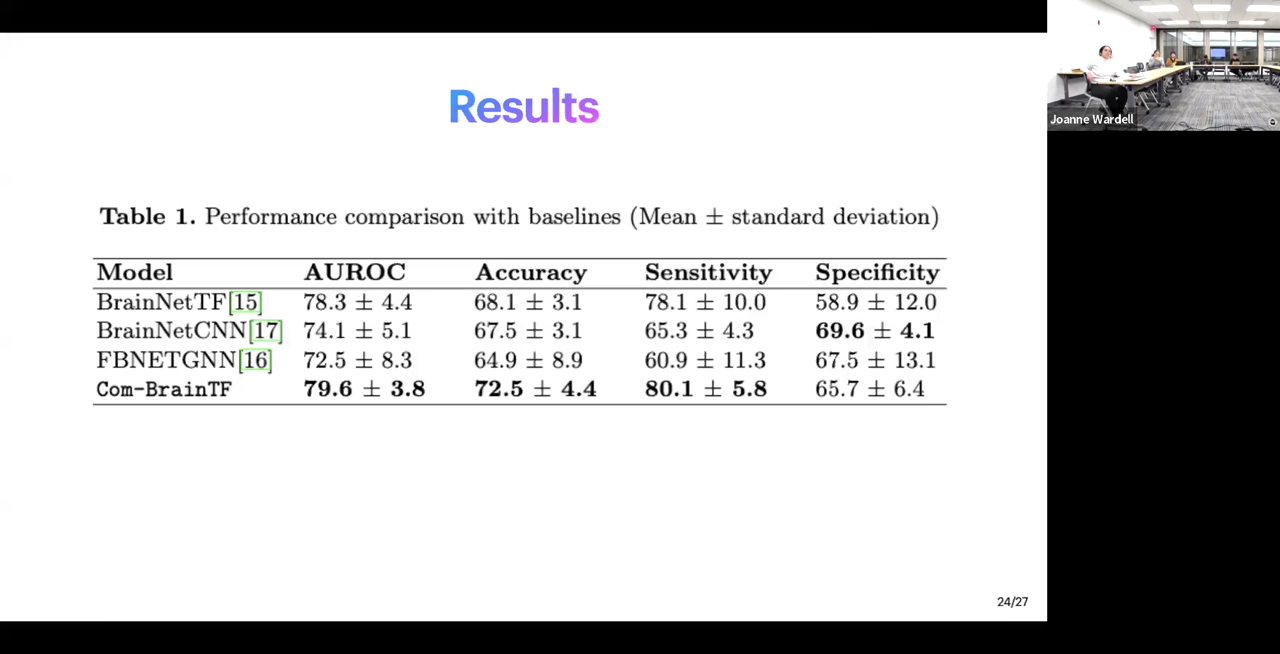 Results
Table 1. Performance comparison with baselines (Mean ± standard deviation)
Model AUROC Accuracy Sensitivity Specificity
BrainNetTF[15] 78.3 ± 4.4 68.1 ± 3.1 78.1 ± 10.0 58.9 ± 12.0
BrainNetCNN[17] 74.1 ± 5.1 67.5 ± 3.1 65.3 ± 4.3 69.6 ± 4.1
FBNETGNN[16] 72.5 ± 8.3 64.9 ± 8.9 60.9 ± 11.3 67.5 ± 13.1
Com-BrainTF 79.6 ± 3.8 72.5 ± 4.4 80.1 ± 5.8 65.7 ± 6.4
24/27
Joanne Wardell